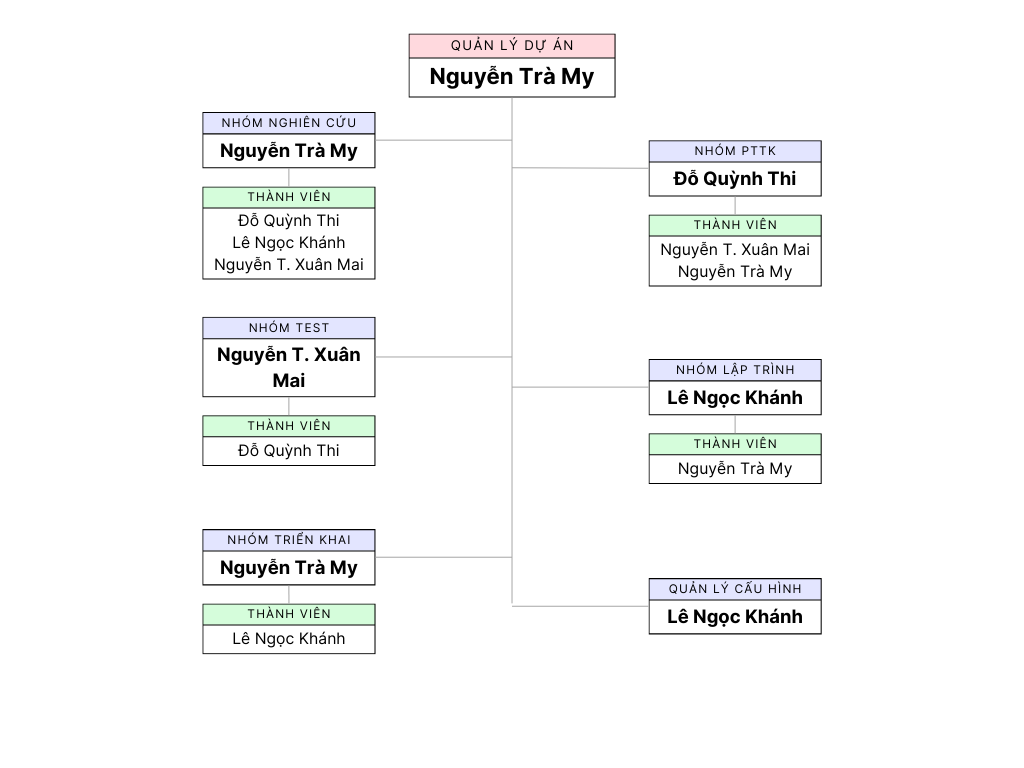 QUẢN LÝ DỰ ÁN
Nguyễn Trà My
NHÓM NGHIÊN CỨU
Nguyễn Trà My
THÀNH VIÊN
Đỗ Quỳnh Thi
Lê Ngọc Khánh
Nguyễn T. Xuân Mai
NHÓM PTTK
Đỗ Quỳnh Thi
THÀNH VIÊN
Nguyễn T. Xuân Mai
Nguyễn Trà My
NHÓM TEST
Nguyễn T. Xuân
Mai
THÀNH VIÊN
Đỗ Quỳnh Thi
NHÓM LẬP TRÌNH
Lê Ngọc Khánh
THÀNH VIÊN
Nguyễn Trà My
NHÓM TRIỂN KHAI
Nguyễn Trà My
THÀNH VIÊN
Lê Ngọc Khánh
QUẢN LÝ CẤU HÌNH
Lê Ngọc Khánh